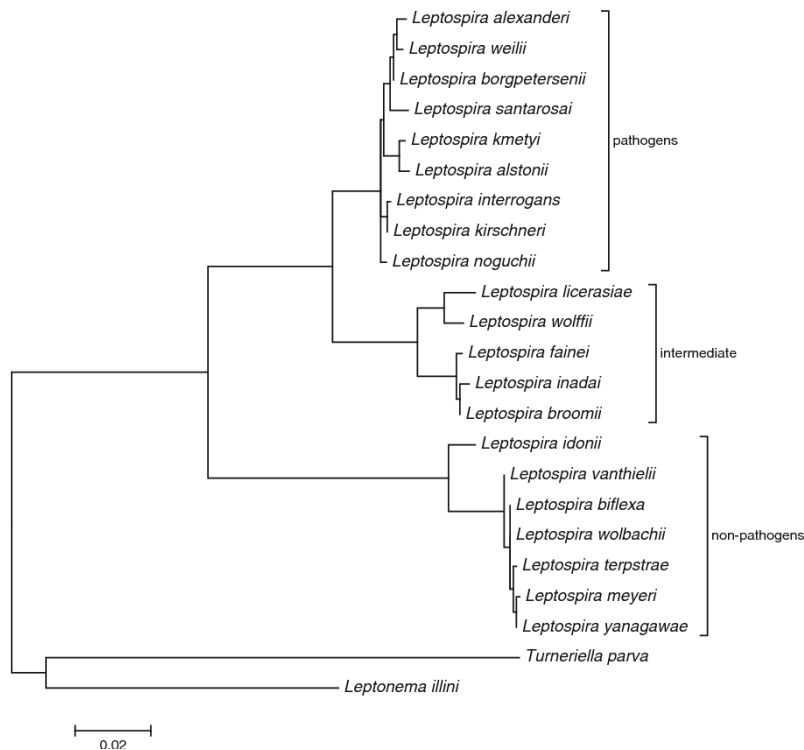 Leptospira alexanderi
Leptospira weilii
Leptospira borgpetersenii
Leptospira santarosai
Leptospira kmetyi
pathogens
Leptospira alstonii
Leptospira interrogans
Leptospira kirschneri
Leptospira noguchii
Leptospira licerasiae
Leptospira wolffii
Leptospira fainei
intermediate
Leptospira inadai
Leptospira broomii
Leptospira idonii
Leptospira vanthielii
Leptospira biflexa
Leptospira wolbachii
non-pathogens
Leptospira terpstrae
Leptospira meyeri
Leptospira yanagawae
Turneriella parva
Leptonema illini
0.02